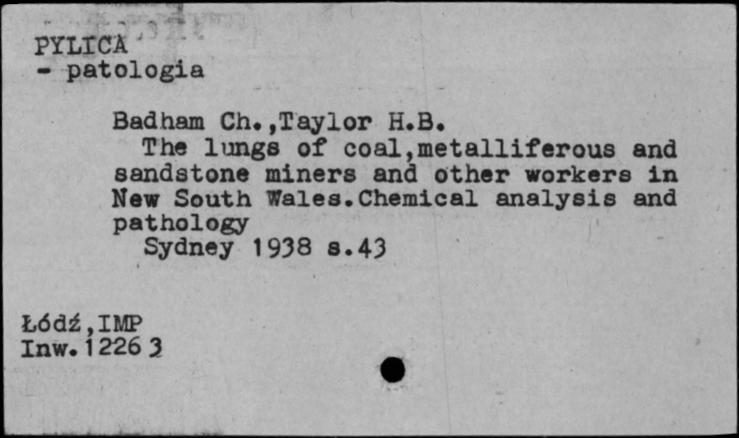 PYLICA
- patologia
Badham Ch.,Taylor H.B.
The lungs of coal,metalliferous and
sandstone miners and other workers in
New South Wales.Chemical analysis and
pathology
Sydney 1938 s.43
Łódź,IMP
Inw.12263